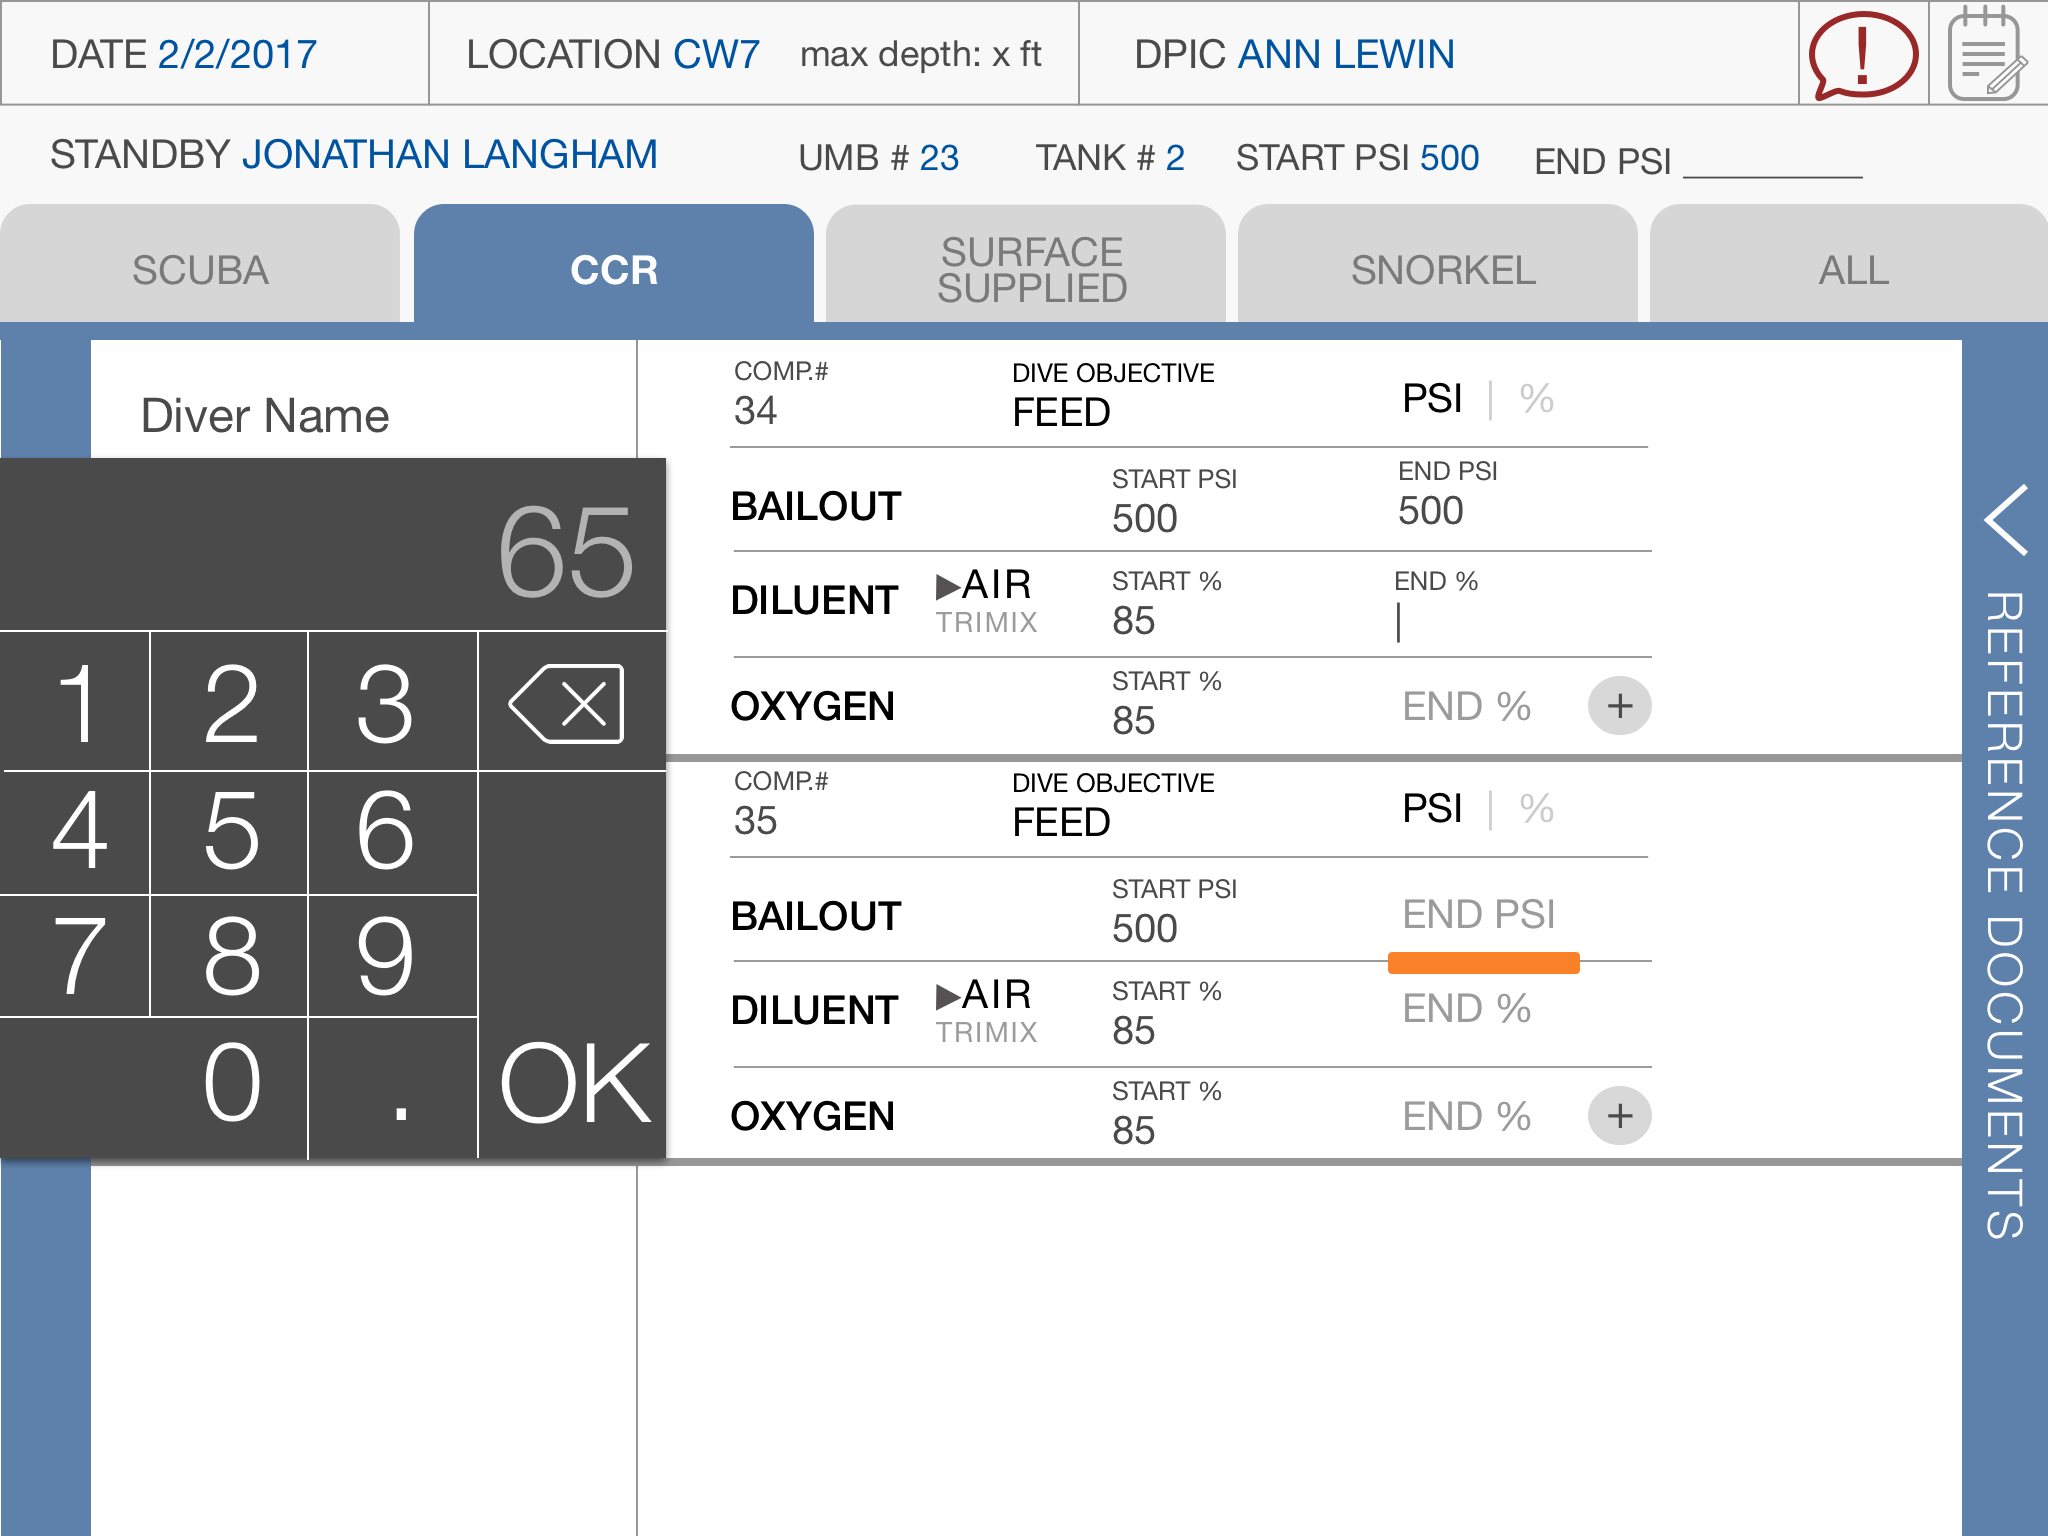 DATE 2/2/2017
LOCATION CW7 max depth: x ft
DPIC ANN LEWIN
!
STANDBY JONATHAN LANGHAM
UMB # 23
TANK # 2
START PSI 500
END PSI
SCUBA
CCR
SURFACE
SUPPLIED
SNORKEL
ALL
Diver Name
65
1 2 3
4 5 6
7 8 9
0 . OK
COMP.#
34
DIVE OBJECTIVE
FEED
PSI | %
BAILOUT
START PSI
500
END PSI
500
DILUENT
▶AIR
TRIMIX
START %
85
END %
OXYGEN
START %
85
END %
+
COMP.#
35
DIVE OBJECTIVE
FEED
PSI | %
BAILOUT
START PSI
500
END PSI
DILUENT
▶AIR
TRIMIX
START %
85
END %
OXYGEN
START %
85
END %
+
REFERENCE DOCUMENTS